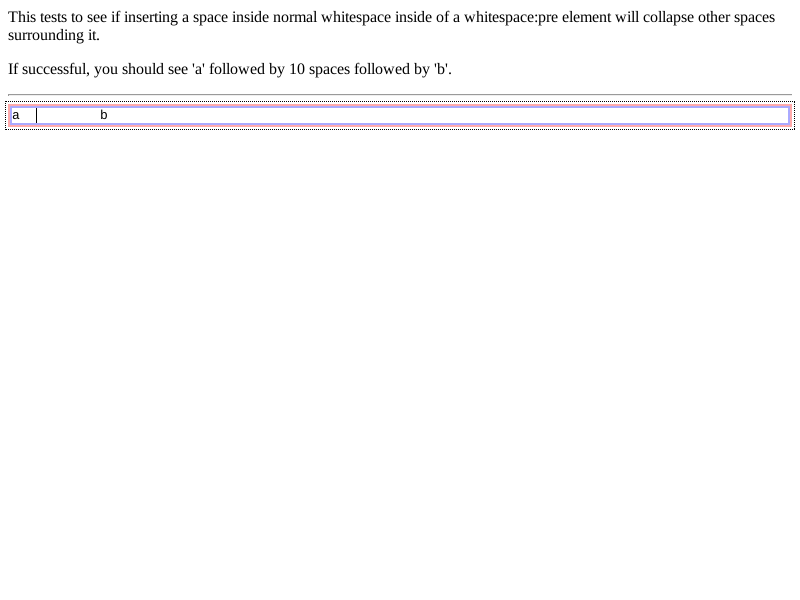 This tests to see if inserting a space inside normal whitespace inside of a whitespace:pre element will collapse other spaces
surrounding it.
If successful, you should see 'a' followed by 10 spaces followed by 'b'.
a          b